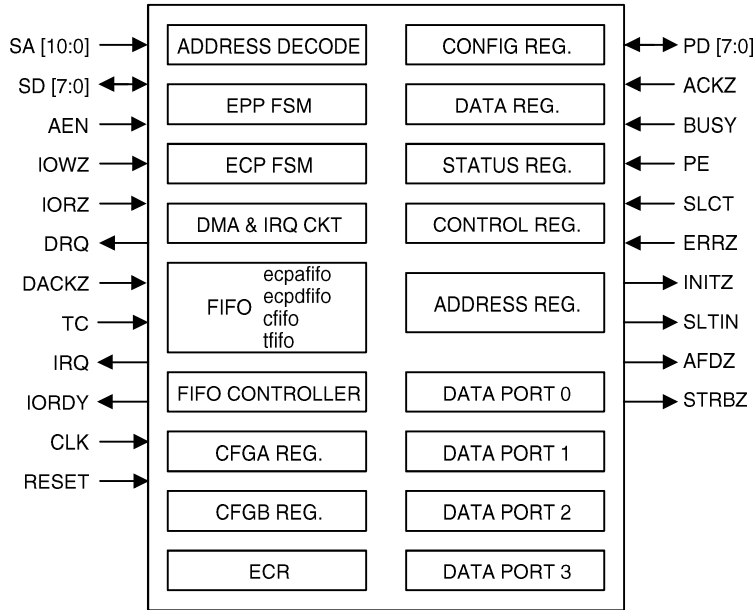 SA [10:0]
SD [7:0]
AEN
IOWZ
IORZ
DRQ
DACKZ
TC
IRQ
IORDY
CLK
RESET
ADDRESS DECODE
EPP FSM
ECP FSM
DMA & IRQ CKT
FIFO
ecpafifo
ecpdfifo
cfifo
tfifo
FIFO CONTROLLER
CFGA REG.
CFGB REG.
ECR
CONFIG REG.
DATA REG.
STATUS REG.
CONTROL REG.
ADDRESS REG.
DATA PORT 0
DATA PORT 1
DATA PORT 2
DATA PORT 3
PD [7:0]
ACKZ
BUSY
PE
SLCT
ERRZ
INITZ
SLTIN
AFDZ
STRBZ